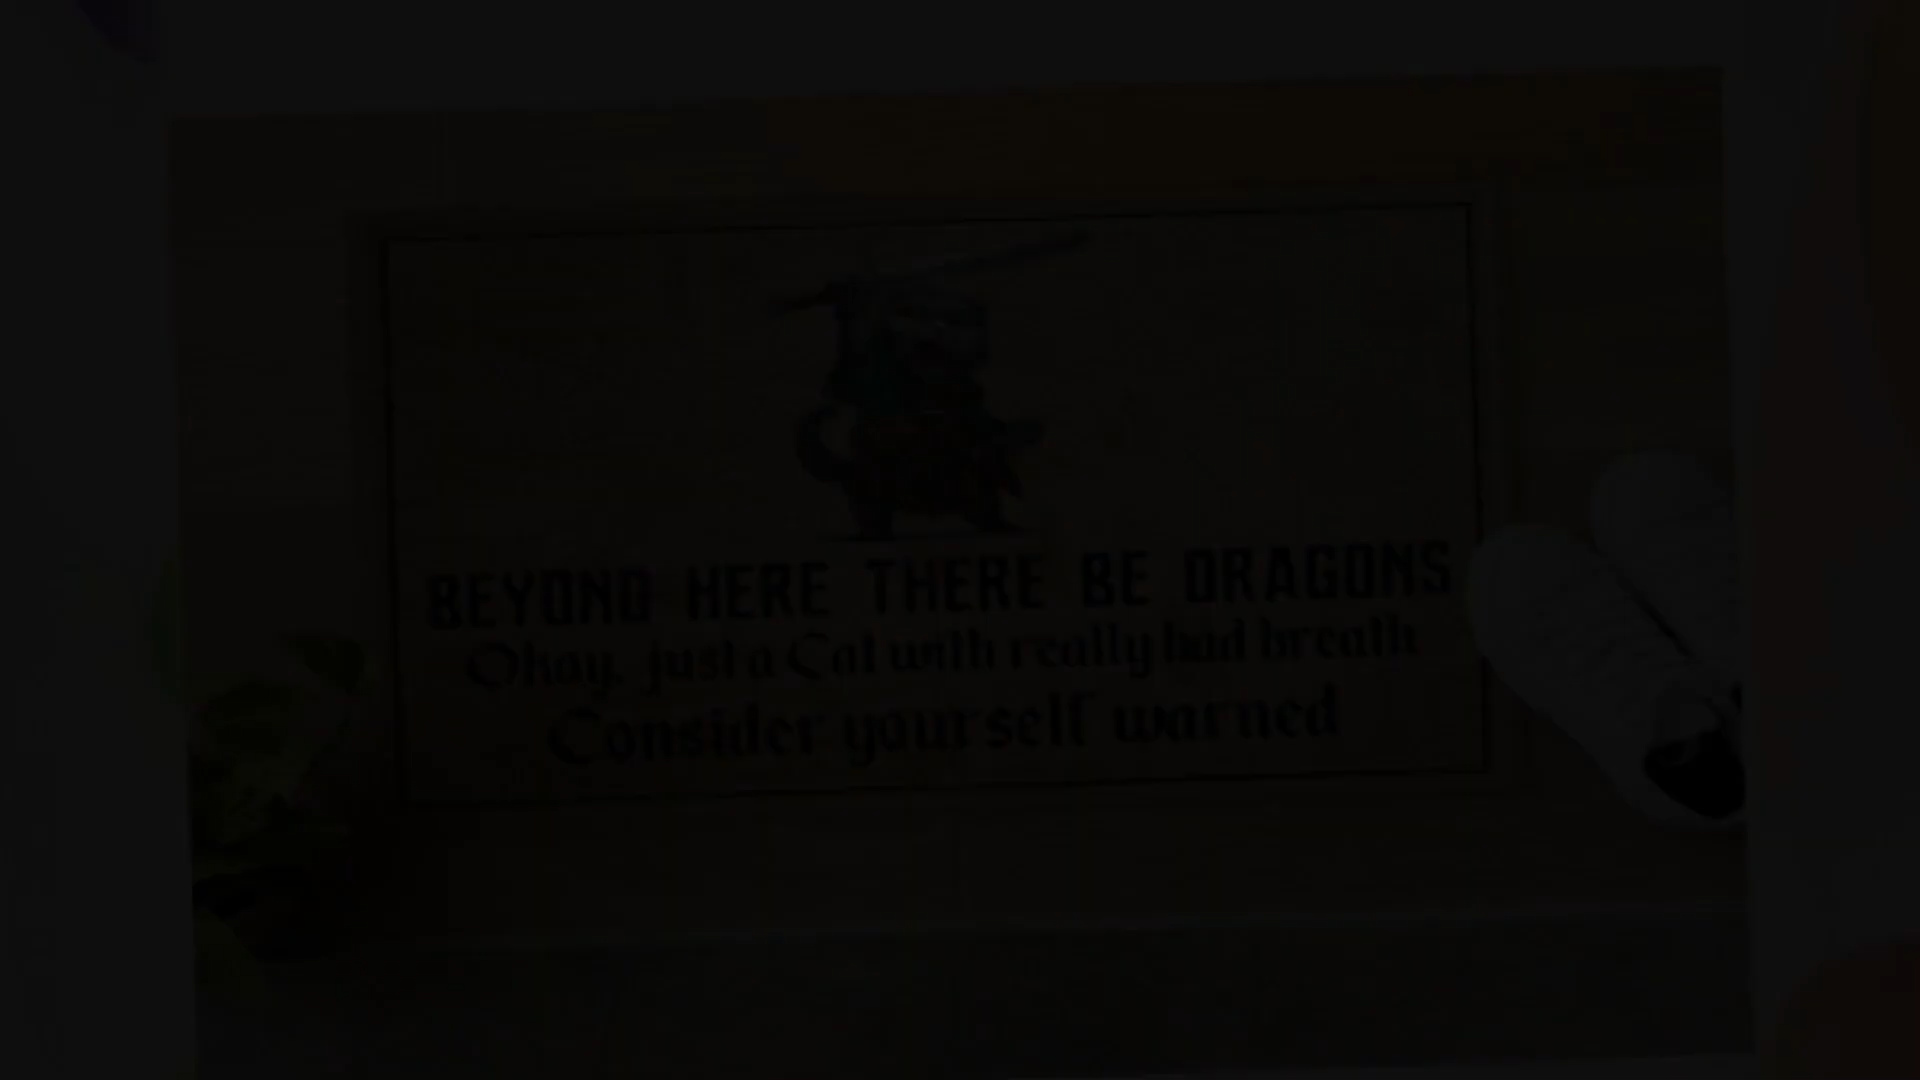 BEYOND HERE THERE BE DRAGONS
Okay, just a Cat with really bad breath
Consider yourself warned